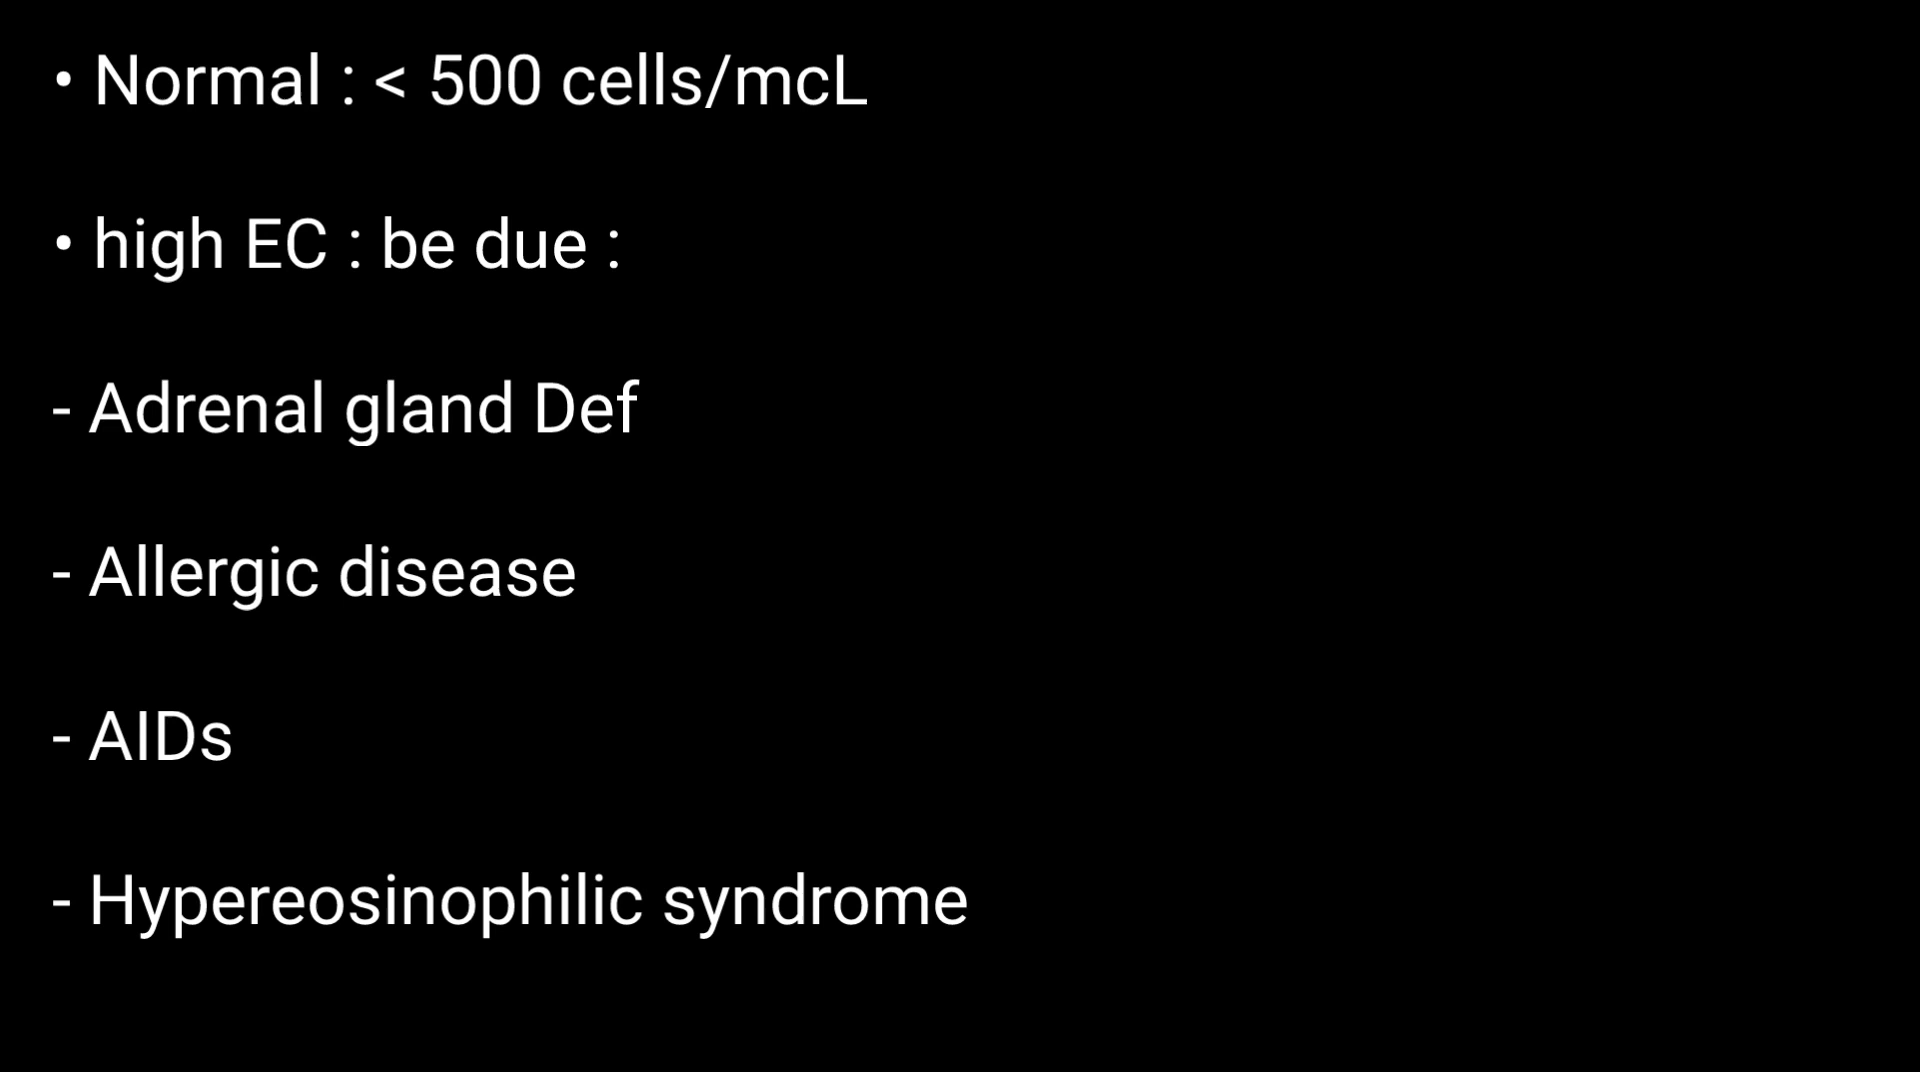 • Normal : < 500 cells/mcL
• high EC : be due :
- Adrenal gland Def
- Allergic disease
- AIDs
- Hypereosinophilic syndrome